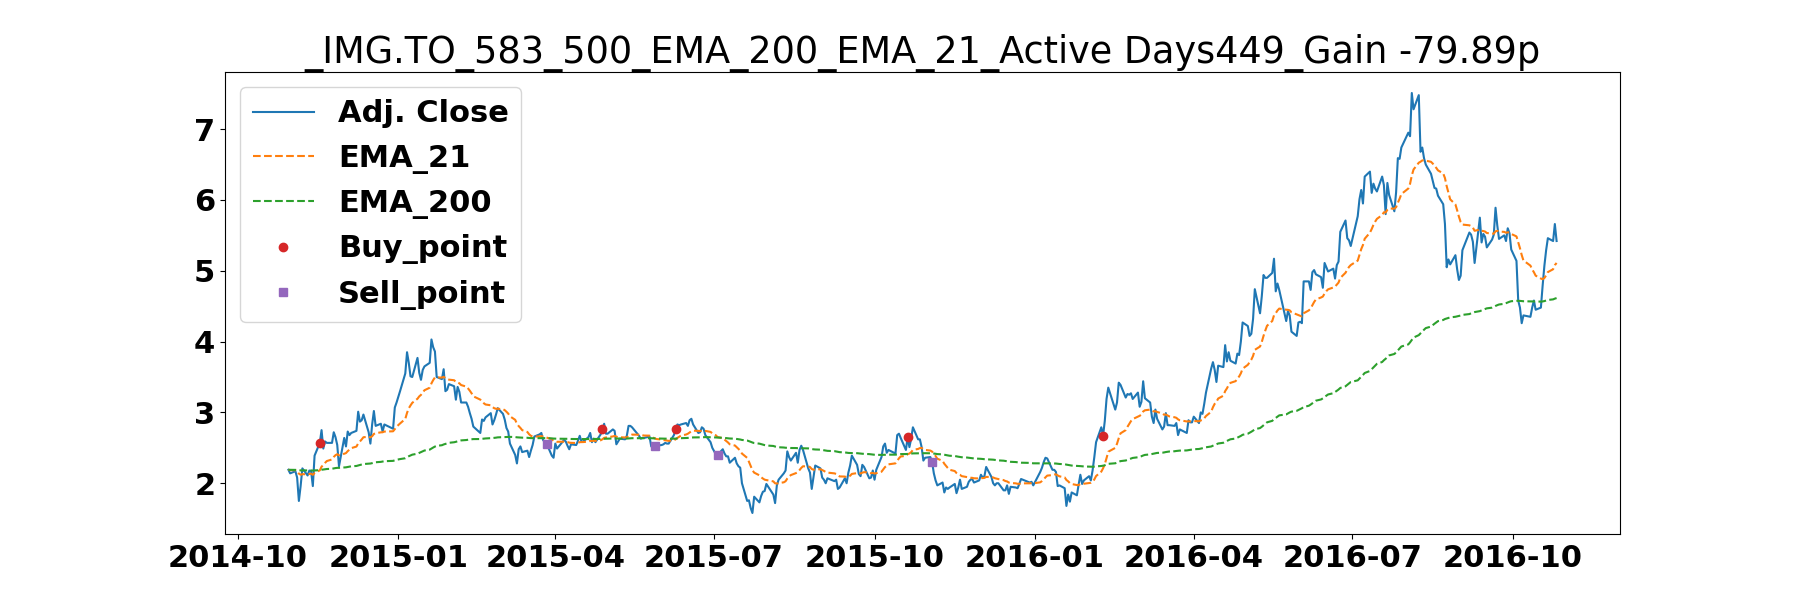 _IMG.TO_583_500_EMA_200_EMA_21_Active Days449_Gain -79.89p
Adj. Close
EMA_21
EMA_200
Buy_point
Sell_point
7
6
5
4
3
2
2014-10 2015-01 2015-04 2015-07 2015-10 2016-01 2016-04 2016-07 2016-10